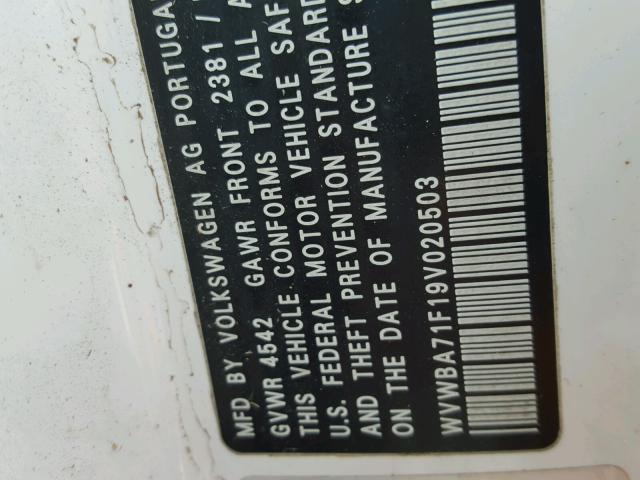 MFD BY VOLKSWAGEN AG PORTUGA
GVWR 4542 GAWR FRONT 2381 /
THIS VEHICLE CONFORMS TO ALL A
U.S. FEDERAL MOTOR VEHICLE SAF
AND THEFT PREVENTION STANDARD
ON THE DATE OF MANUFACTURE S
WVWBA71F19V020503